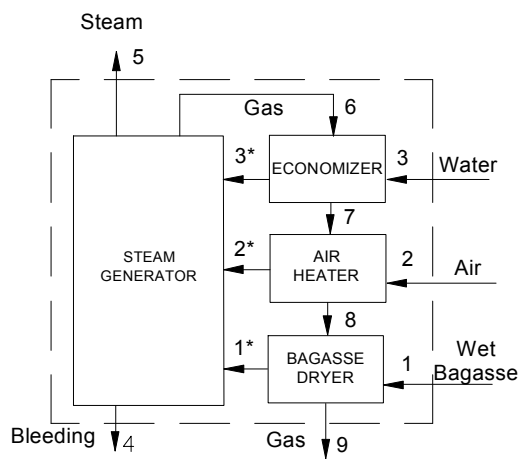 Steam
5
Gas
6
3*
ECONOMIZER
3
Water
7
STEAM
GENERATOR
2*
AIR
HEATER
2
Air
8
1*
BAGASSE
DRYER
1
Wet
Bagasse
Bleeding
4
Gas
9